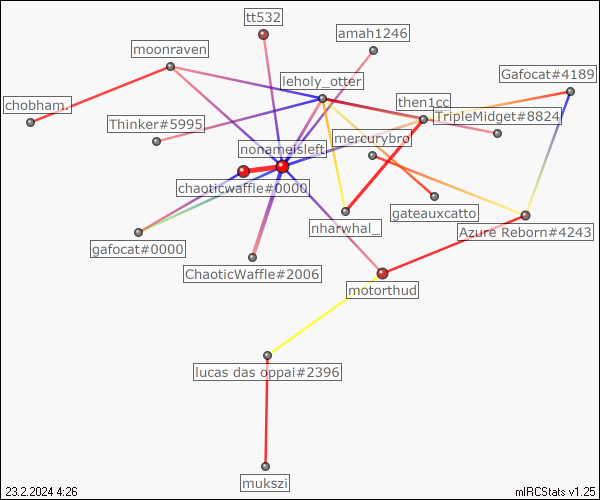 tt532
amah1246
moonraven
leholy_otter
Gafocat#4189
chobham.
then1cc
Thinker#5995
TripleMidget#8824
mercurybro
nonameisleft
chaoticwaffle#0000
gateauxcatto
nharwhal_
Azure Reborn#4243
gafocat#0000
ChaoticWaffle#2006
motorthud
lucas das oppai#2396
mukszi
23.2.2024 4:26
mIRCStats v1.25